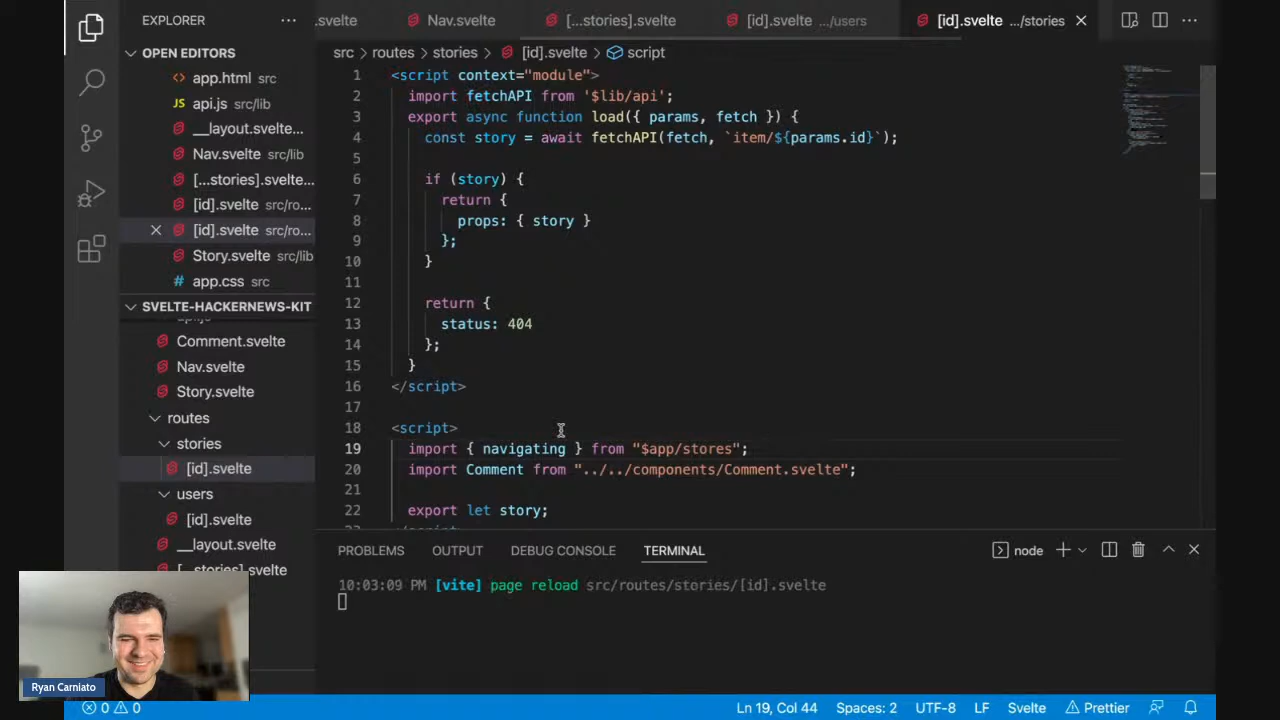 EXPLORER
OPEN EDITORS
app.html src
JS api.js src/lib
__layout.svelte...
Nav.svelte src/lib
[...stories].svelte...
[id].svelte src/ro...
[id].svelte src/ro...
Story.svelte src/lib
# app.css src
SVELTE-HACKERNEWS-KIT
Comment.svelte
Nav.svelte
Story.svelte
routes
stories
[id].svelte
users
[id].svelte
__layout.svelte
[...stories].svelte
.svelte Nav.svelte [...stories].svelte [id].svelte .../users [id].svelte .../stories
src > routes > stories > [id].svelte > script
1 <script context="module">
2 import fetchAPI from '$lib/api';
3 export async function load({ params, fetch }) {
4 const story = await fetchAPI(fetch, `item/${params.id}`);
5
6 if (story) {
7 return {
8 props: { story }
9 };
10 }
11
12 return {
13 status: 404
14 };
15 }
16 </script>
17
18 <script>
19 import { navigating } from "$app/stores";
20 import Comment from "../../components/Comment.svelte";
21
22 export let story;
PROBLEMS OUTPUT DEBUG CONSOLE TERMINAL node
10:03:09 PM [vite] page reload src/routes/stories/[id].svelte
Ryan Carniato
0 0 Ln 19, Col 44 Spaces: 2 UTF-8 LF Svelte Prettier